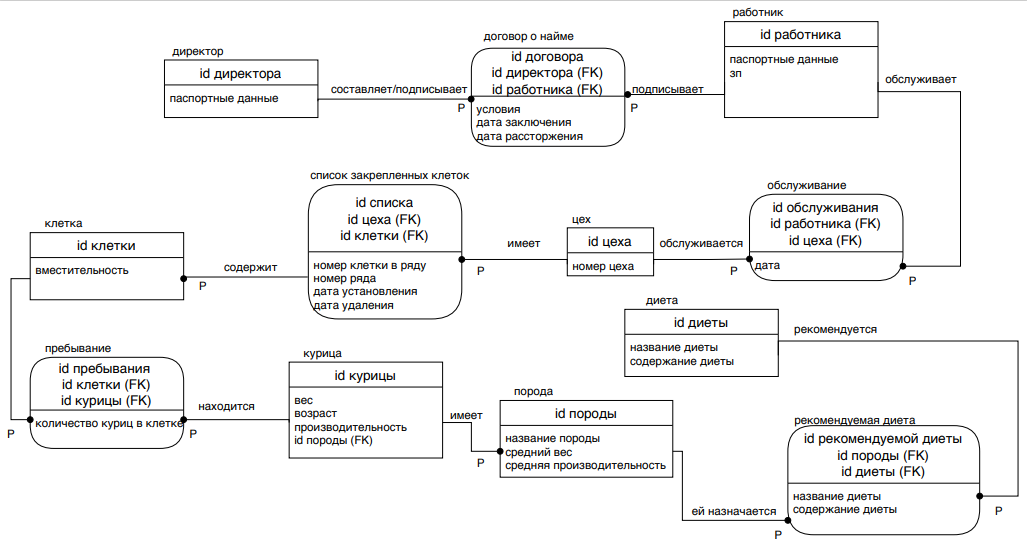 работник
id работника
паспортные данные
зп
договор о найме
id договора
id директора (FK)
id работника (FK)
условия
дата заключения
дата рассторжения
директор
id директора
паспортные данные
составляет/подписывает
P
подписывает
P
обслуживает
список закрепленных клеток
id списка
id цеха (FK)
id клетки (FK)
номер клетки в ряду
номер ряда
дата установления
дата удаления
обслуживание
id обслуживания
id работника (FK)
id цеха (FK)
дата
P
клетка
id клетки
вместительность
содержит
P
имеет
P
цех
id цеха
номер цеха
обслуживается
P
диета
id диеты
название диеты
содержание диеты
рекомендуется
пребывание
id пребывания
id клетки (FK)
id курицы (FK)
количество куриц в клетке
P
находится
P
курица
id курицы
вес
возраст
производительность
id породы (FK)
имеет
P
порода
id породы
название породы
средний вес
средняя производительность
рекомендуемая диета
id рекомендуемой диеты
id породы (FK)
id диеты (FK)
название диеты
содержание диеты
P
ей назначается
P